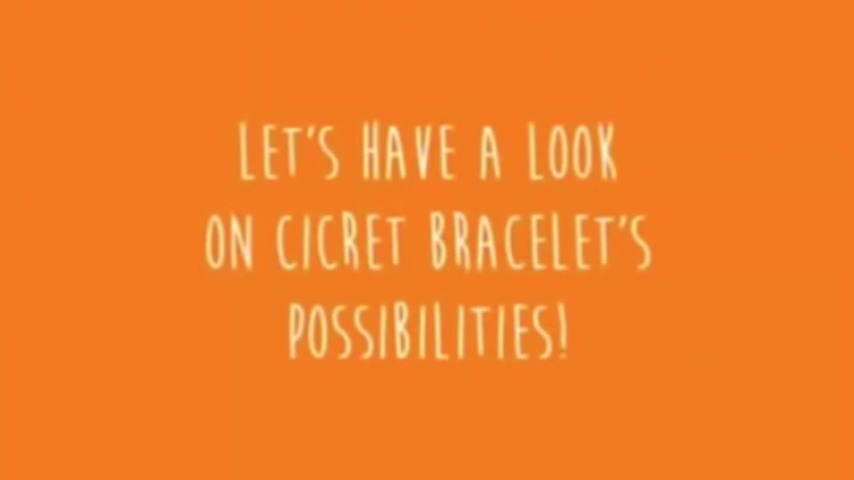 LET'S HAVE A LOOK
ON CICRET BRACELET'S
POSSIBILITIES!